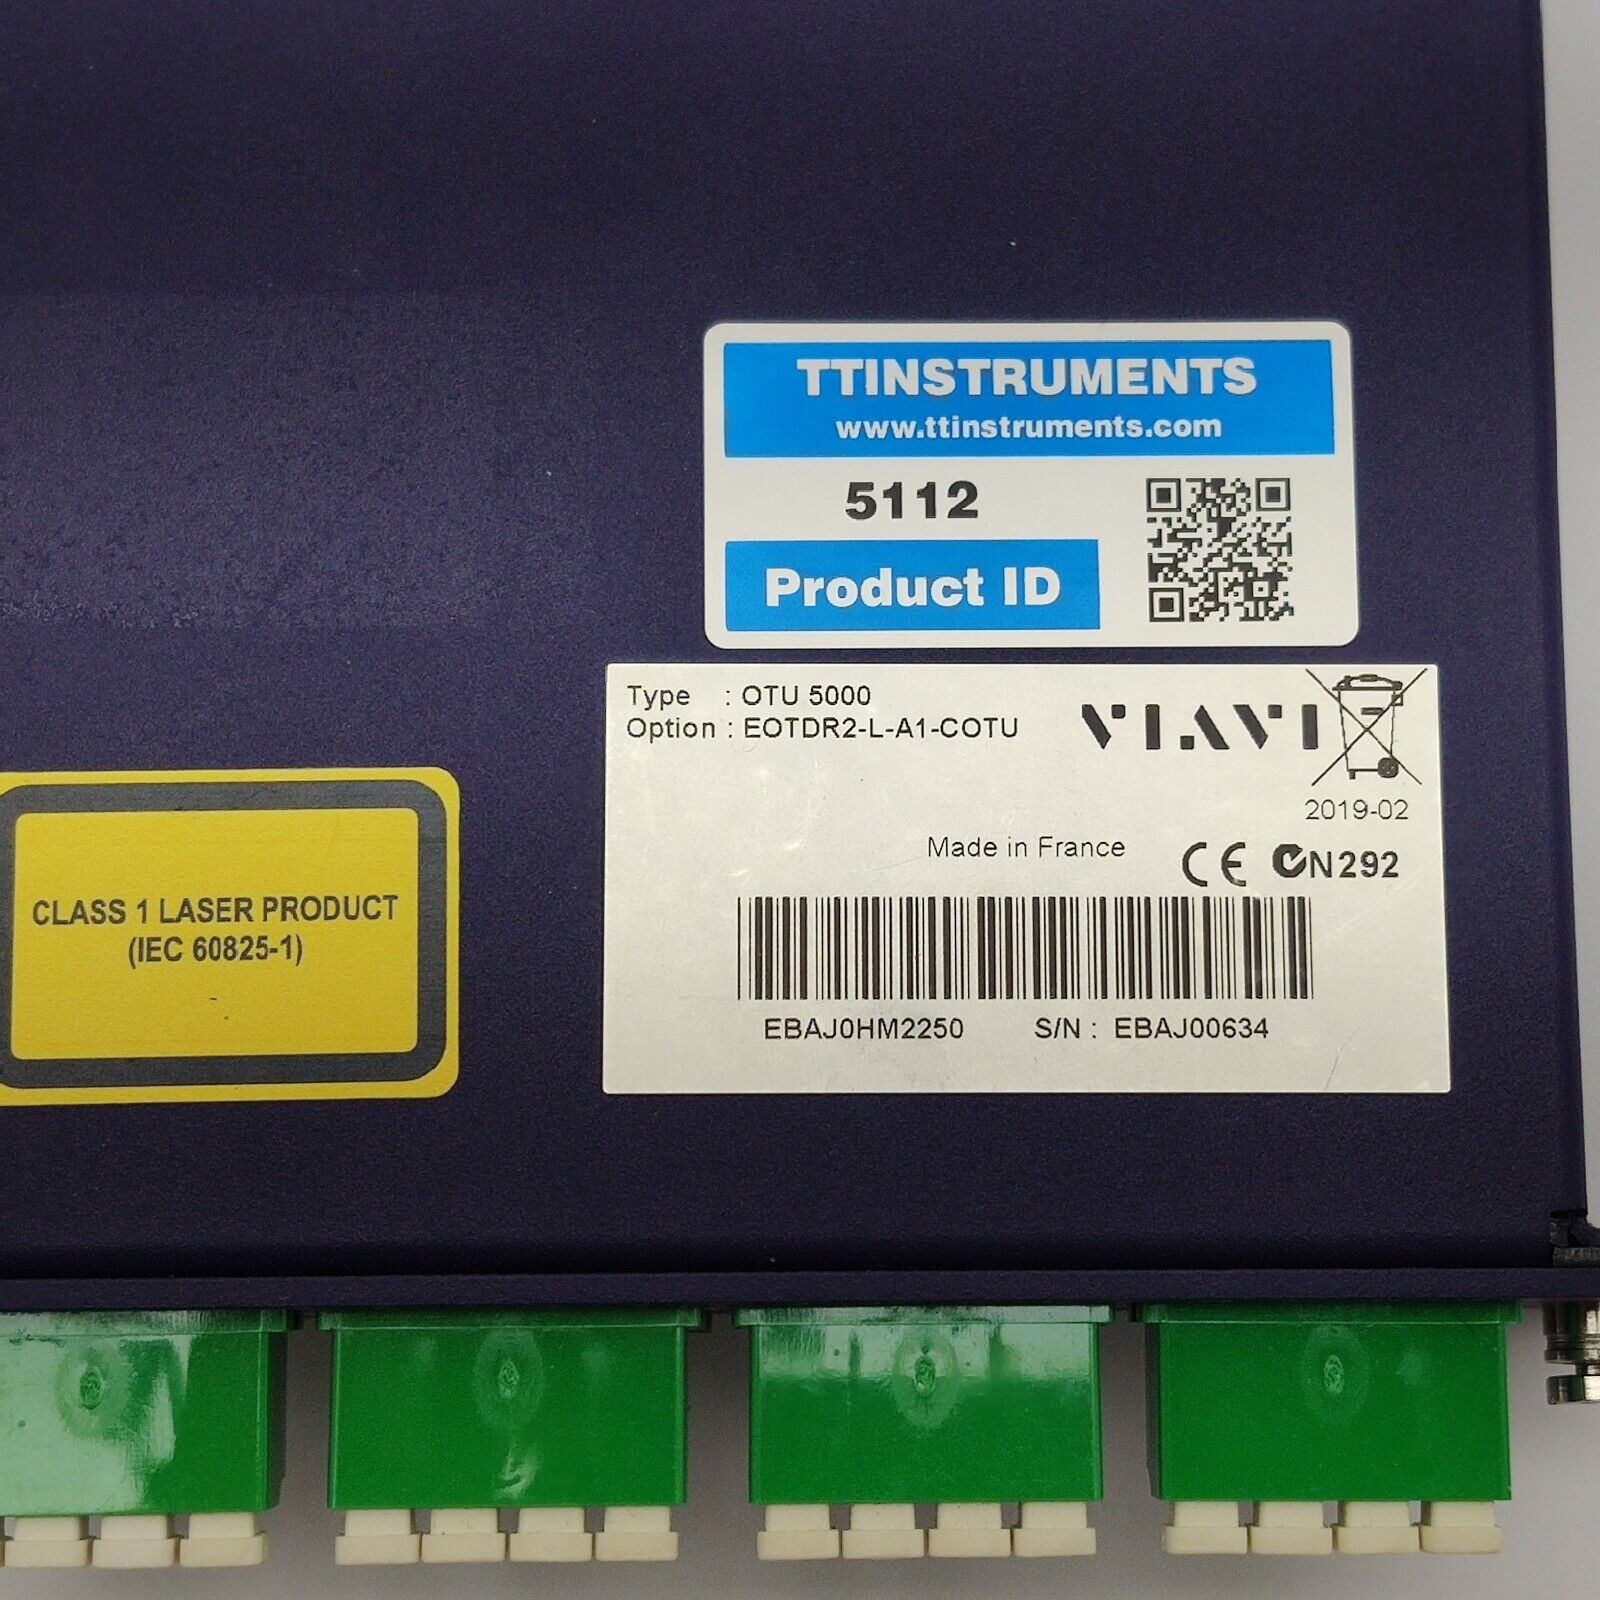 TTINSTRUMENTS
www.ttinstruments.com
5112
Product ID
Type : OTU 5000
Option : EOTDR2-L-A1-COTU
VIAVI
2019-02
Made in France
CE N292
EBAJ0HM2250 S/N : EBAJ00634
CLASS 1 LASER PRODUCT
(IEC 60825-1)